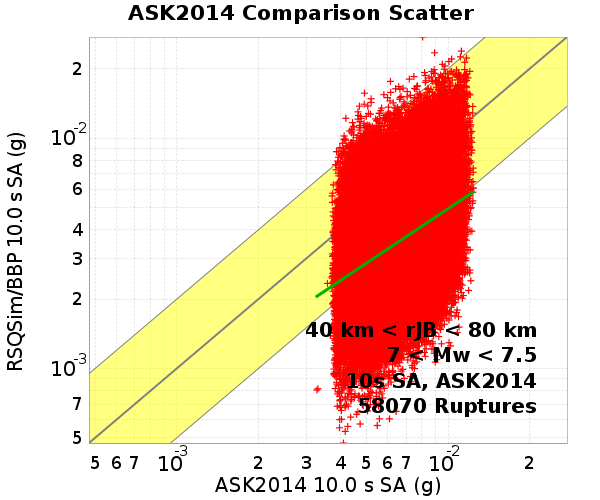 ASK2014 Comparison Scatter
RSQSim/BBP 10.0 s SA (g)
2
10-2
8
6
4
3
2
10-3
7
5
40 km < rJB < 80 km
7 < Mw < 7.5
10s SA, ASK2014
58070 Ruptures
5 6 7 10-3 2 3 4 5 6 7 10-2 2
ASK2014 10.0 s SA (g)